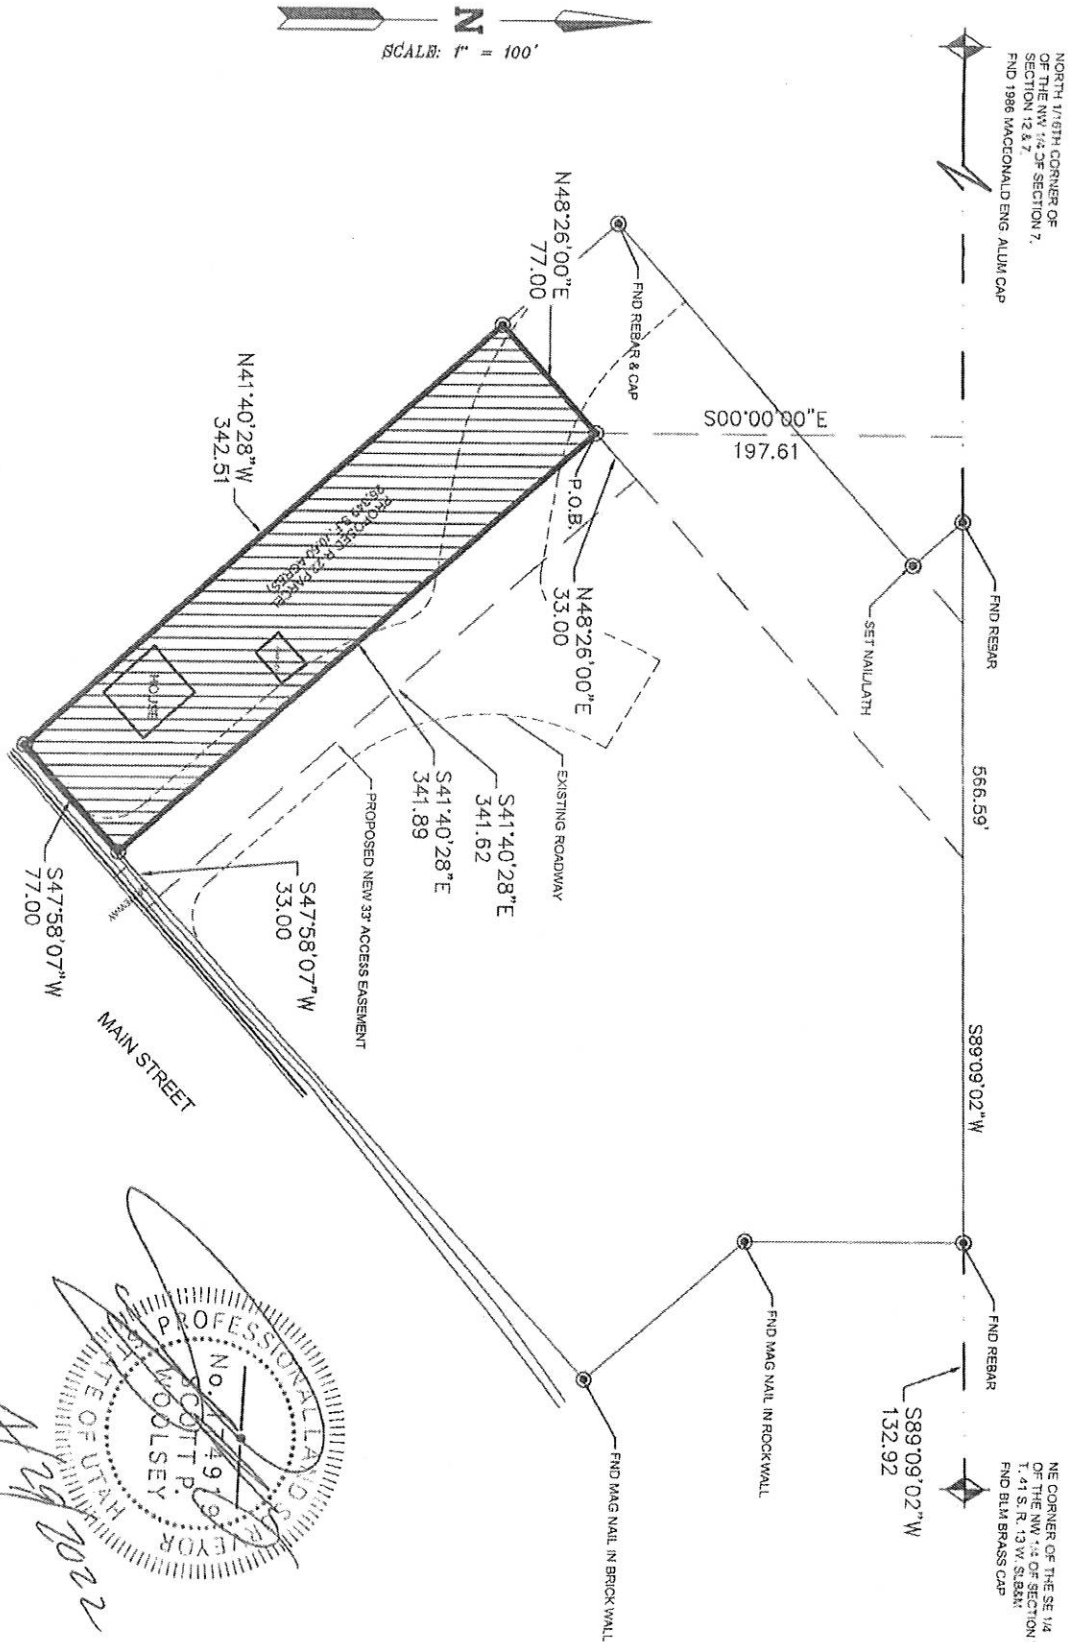 N
SCALE: 1" = 100'
NORTH 1/16TH CORNER OF
OF THE NW 1/4 OF SECTION 7,
SECTION 12 & 7.
FND 1986 MACDONALD ENG. ALUM CAP
N48°26'00"E
77.00
FND REBAR & CAP
S00°00'00"E
197.61
FND REBAR
SET NAIL/LATH
566.59'
S89°09'02"W
FND REBAR
S89°09'02"W
132.92
NE CORNER OF THE SE 1/4
OF THE NW 1/4 OF SECTION
T. 41 S. R. 13 W. SLB&M
FND BLM BRASS CAP
P.O.B.
N48°26'00"E
33.00
N41°40'28"W
342.51
PROPOSED R-22 PARCEL
S.F. (0.60 ACRES)
HOUSE
EXISTING ROADWAY
S41°40'28"E
341.62
S41°40'28"E
341.89
PROPOSED NEW 33' ACCESS EASEMENT
S47°58'07"W
33.00
S47°58'07"W
77.00
MAIN STREET
FND MAG NAIL IN ROCKWALL
FND MAG NAIL IN BRICK WALL
PROFESSIONAL LAND SURVEYOR
No.
SCOTT P.
WOOLSEY
STATE OF UTAH
2022